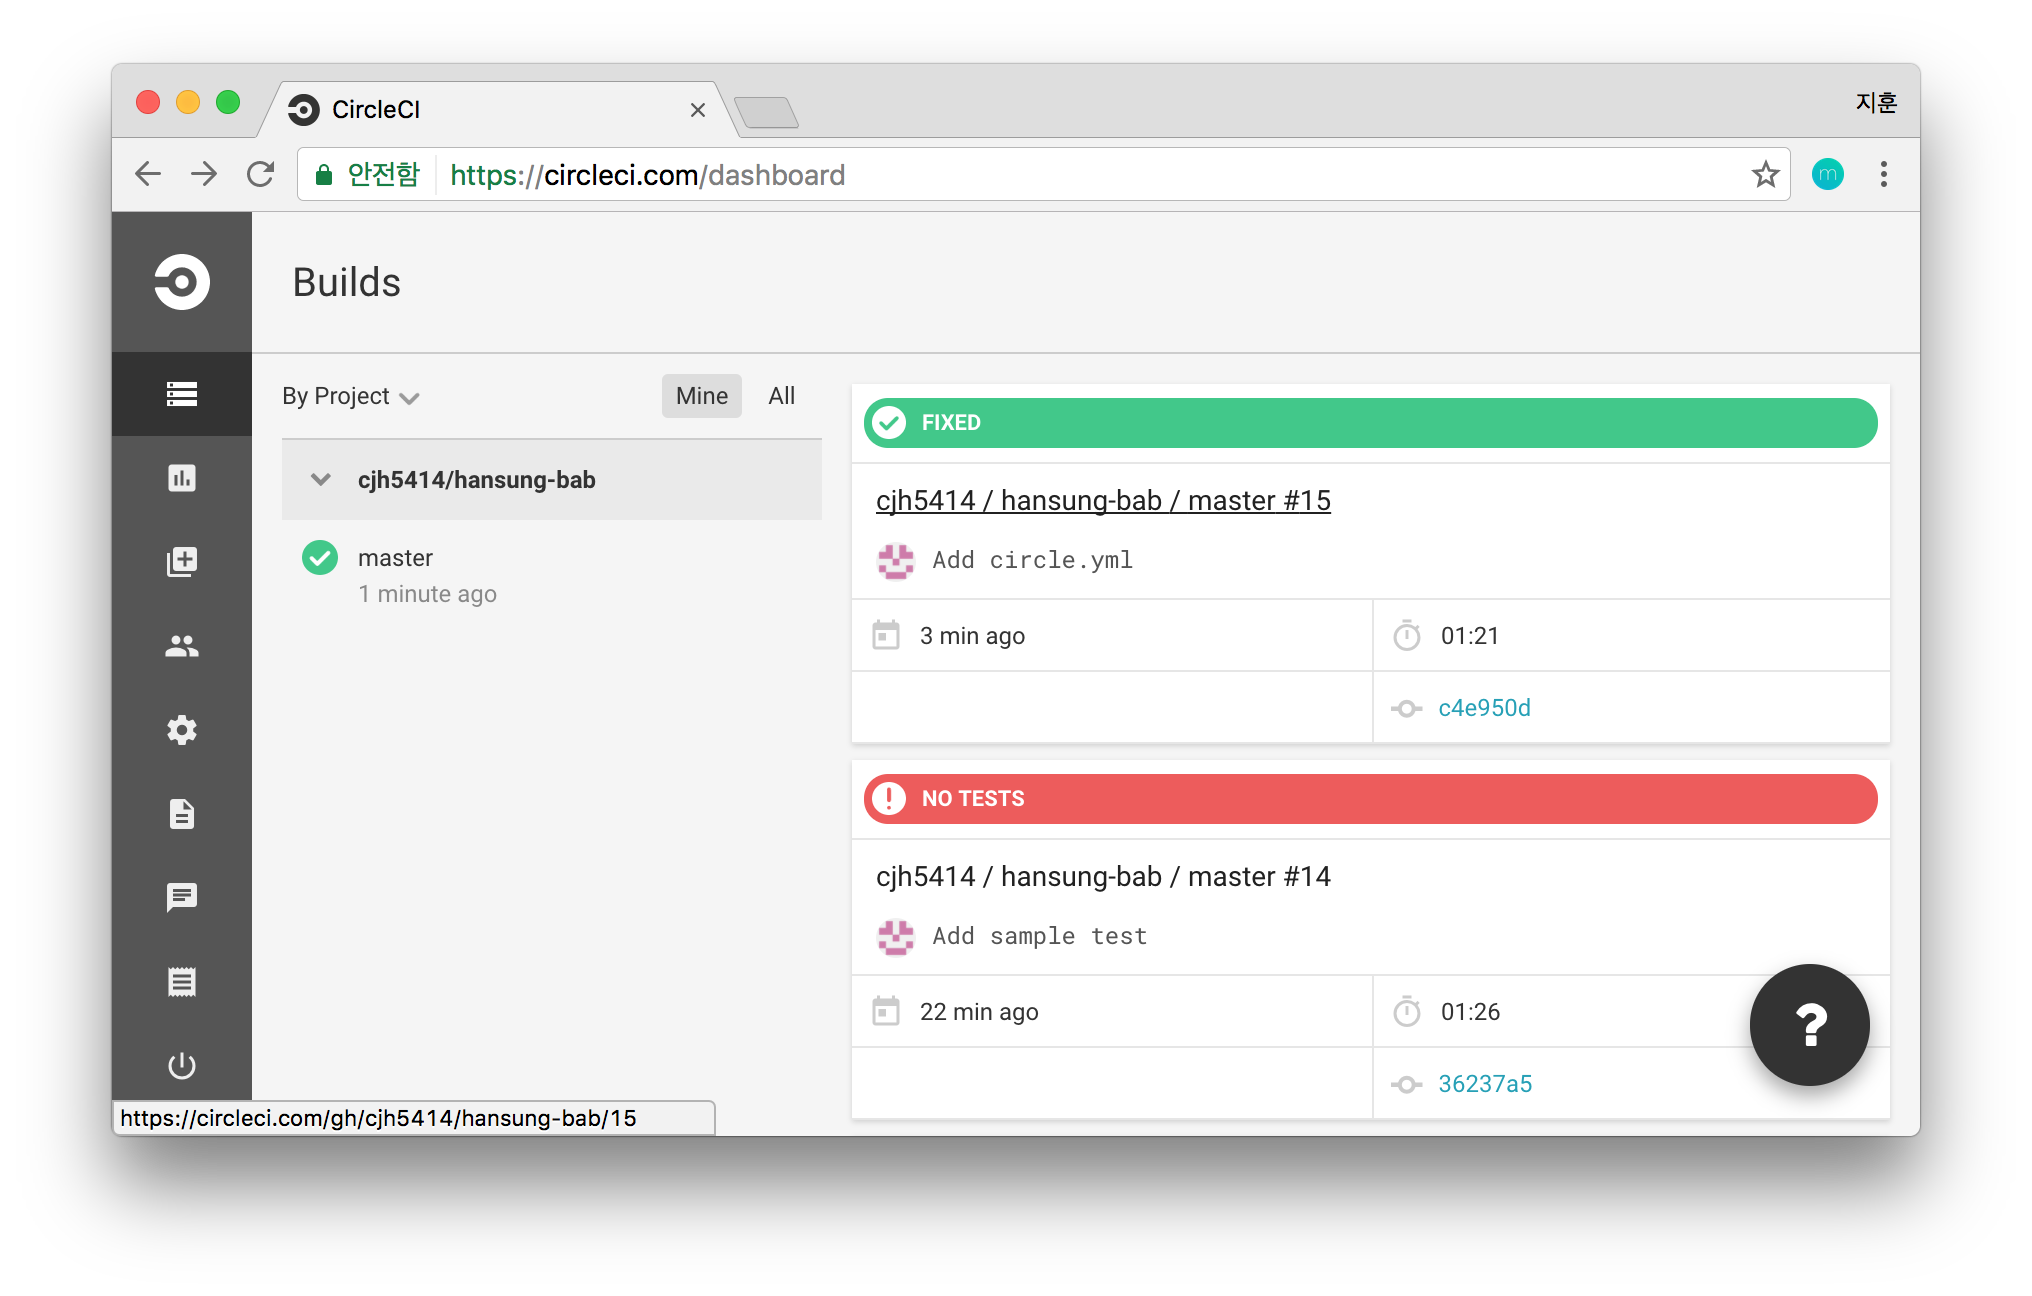 CircleCI
지훈
안전함 https://circleci.com/dashboard
m
Builds
By Project
Mine
All
cjh5414/hansung-bab
master
1 minute ago
FIXED
cjh5414 / hansung-bab / master #15
Add circle.yml
3 min ago
01:21
c4e950d
NO TESTS
cjh5414 / hansung-bab / master #14
Add sample test
22 min ago
01:26
36237a5
?
https://circleci.com/gh/cjh5414/hansung-bab/15